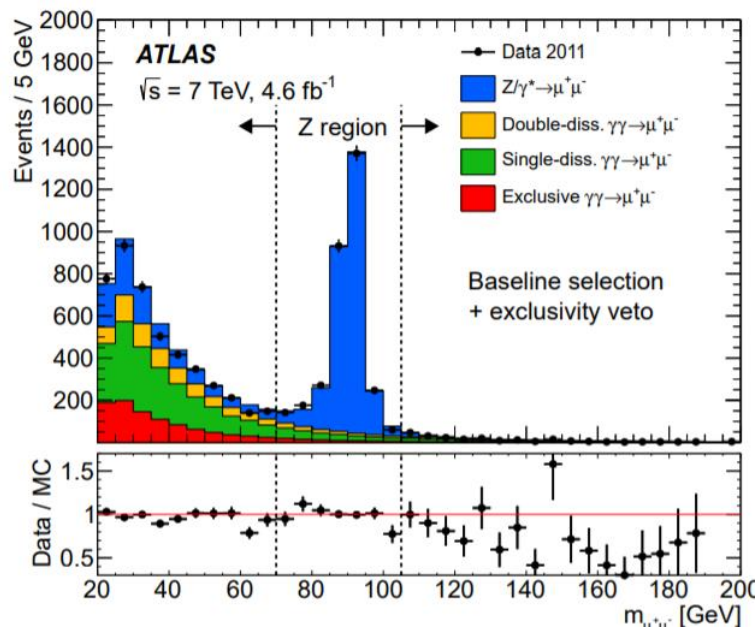 Events / 5 GeV
2000
1800
1600
1400
1200
1000
800
600
400
200
ATLAS
√s = 7 TeV, 4.6 fb⁻¹
Z region
Data 2011
Z/γ*→μ⁺μ⁻
Double-diss. γγ→μ⁺μ⁻
Single-diss. γγ→μ⁺μ⁻
Exclusive γγ→μ⁺μ⁻
Baseline selection
+ exclusivity veto
Data / MC
1.5
1
0.5
20 40 60 80 100 120 140 160 180 200
m_μ⁺μ⁻ [GeV]